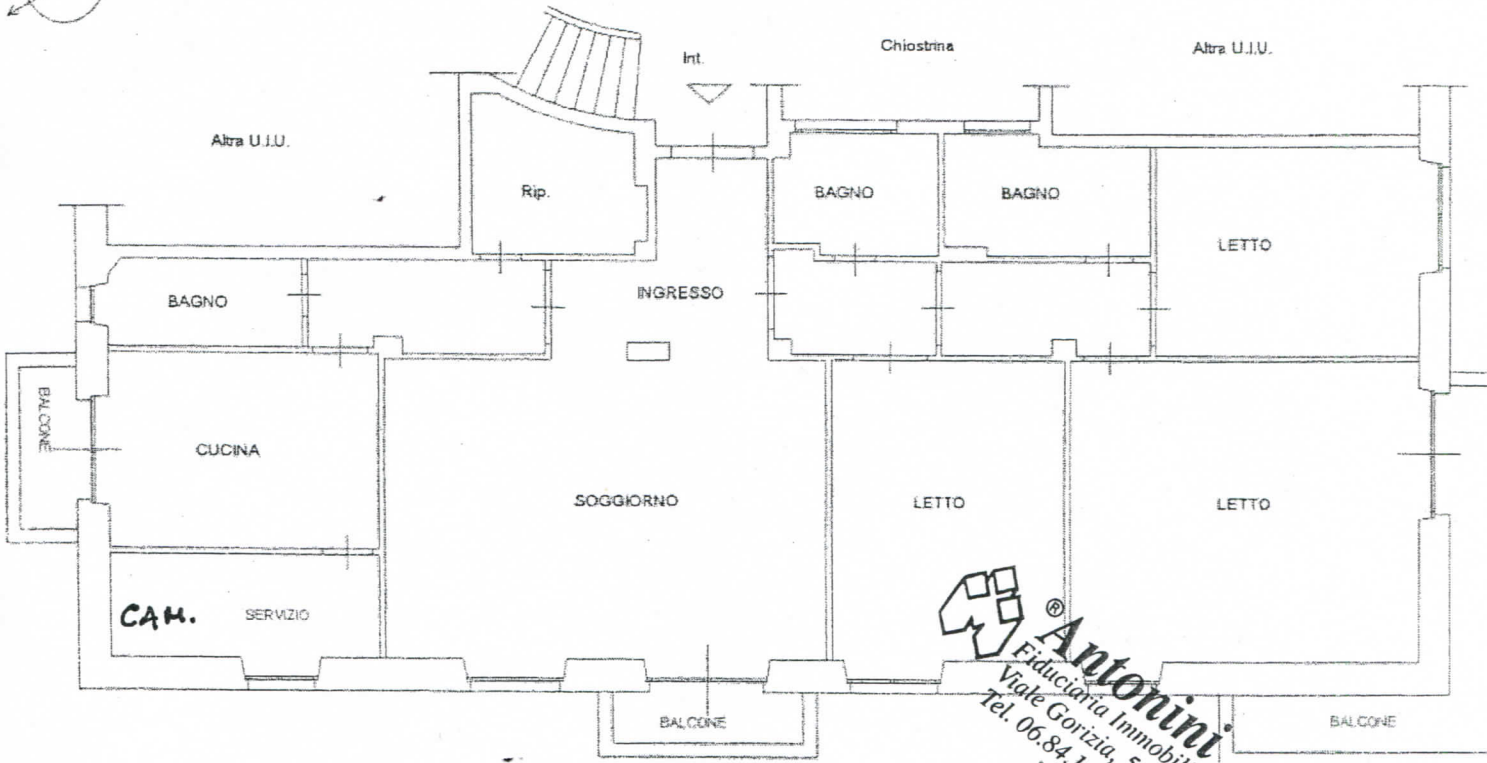 Int.
Chiostrina
Altra U.I.U.
Altra U.I.U.
Rip.
BAGNO
BAGNO
LETTO
BAGNO
INGRESSO
BALCONE
CUCINA
SOGGIORNO
LETTO
LETTO
CAM.
SERVIZIO
BALCONE
BALCONE
® Antonini
Fiduciaria
Viale Gorizia,
Tel. 06.84.